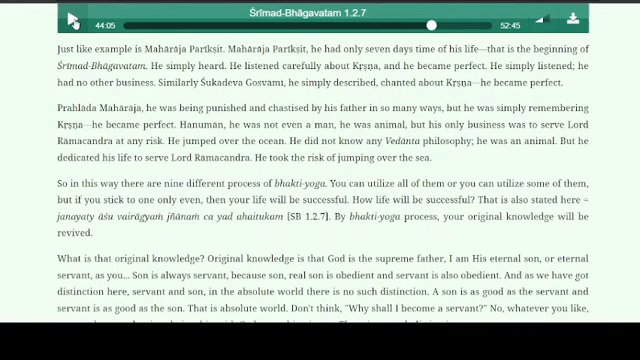 Śrīmad-Bhāgavatam 1.2.7
44:05
52:45
Just like example is Mahārāja Parīkṣit. Mahārāja Parīkṣit, he had only seven days time of his life—that is the beginning of
Śrīmad-Bhāgavatam. He simply heard. He listened carefully about Kṛṣṇa, and he became perfect. He simply listened; he
had no other business. Similarly Śukadeva Gosvāmī, he simply described, chanted about Kṛṣṇa—he became perfect.
Prahlāda Mahārāja, he was being punished and chastised by his father in so many ways, but he was simply remembering
Kṛṣṇa—he became perfect. Hanumān, he was not even a man, he was animal, but his only business was to serve Lord
Rāmacandra at any risk. He jumped over the ocean. He did not know any Vedānta philosophy; he was an animal. But he
dedicated his life to serve Lord Rāmacandra. He took the risk of jumping over the sea.
So in this way there are nine different process of bhakti-yoga. You can utilize all of them or you can utilize some of them,
but if you stick to one only even, then your life will be successful. How life will be successful? That is also stated here =
janayaty āśu vairāgyaṁ jñānaṁ ca yad ahaitukam [SB 1.2.7]. By bhakti-yoga process, your original knowledge will be
revived.
What is that original knowledge? Original knowledge is that God is the supreme father, I am His eternal son, or eternal
servant, as you... Son is always servant, because son, real son is obedient and servant is also obedient. And as we have got
distinction here, servant and son, in the absolute world there is no such distinction. A son is as good as the servant and
servant is as good as the son. That is absolute world. Don't think, "Why shall I become a servant?" No, whatever you like,